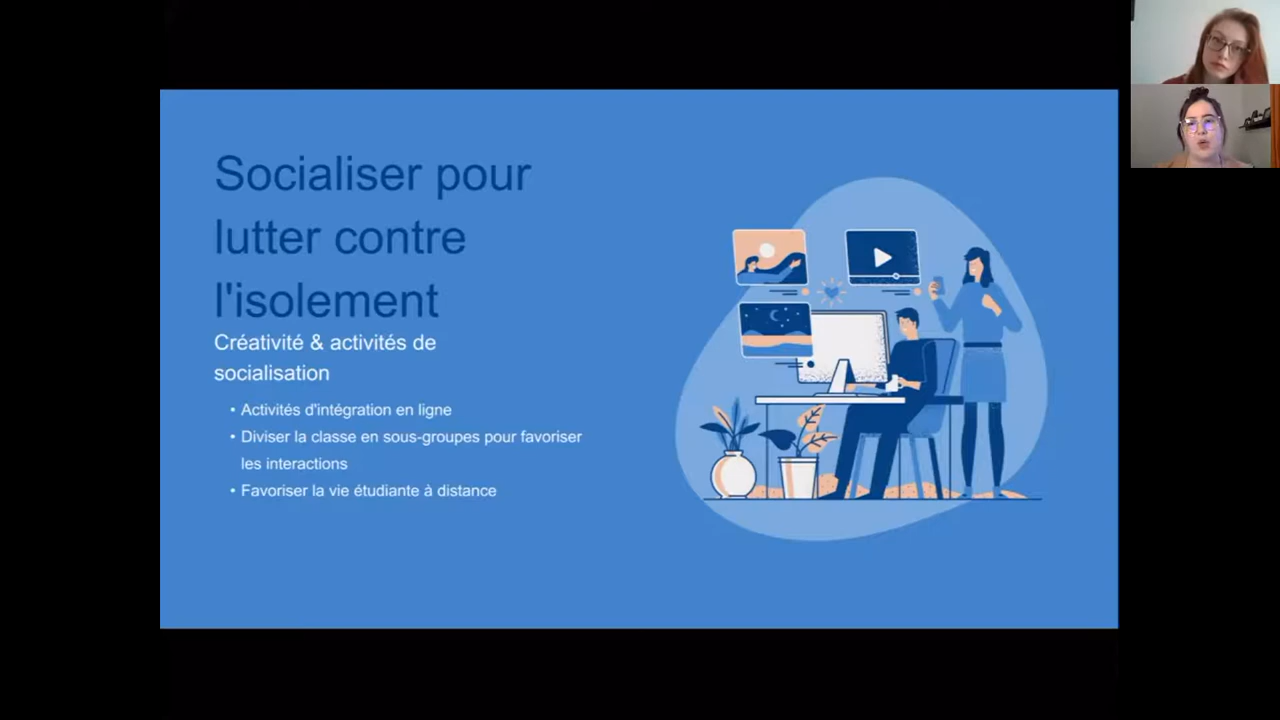 Socialiser pour
lutter contre
l'isolement
Créativité & activités de
socialisation
• Activités d'intégration en ligne
• Diviser la classe en sous-groupes pour favoriser
les interactions
• Favoriser la vie étudiante à distance